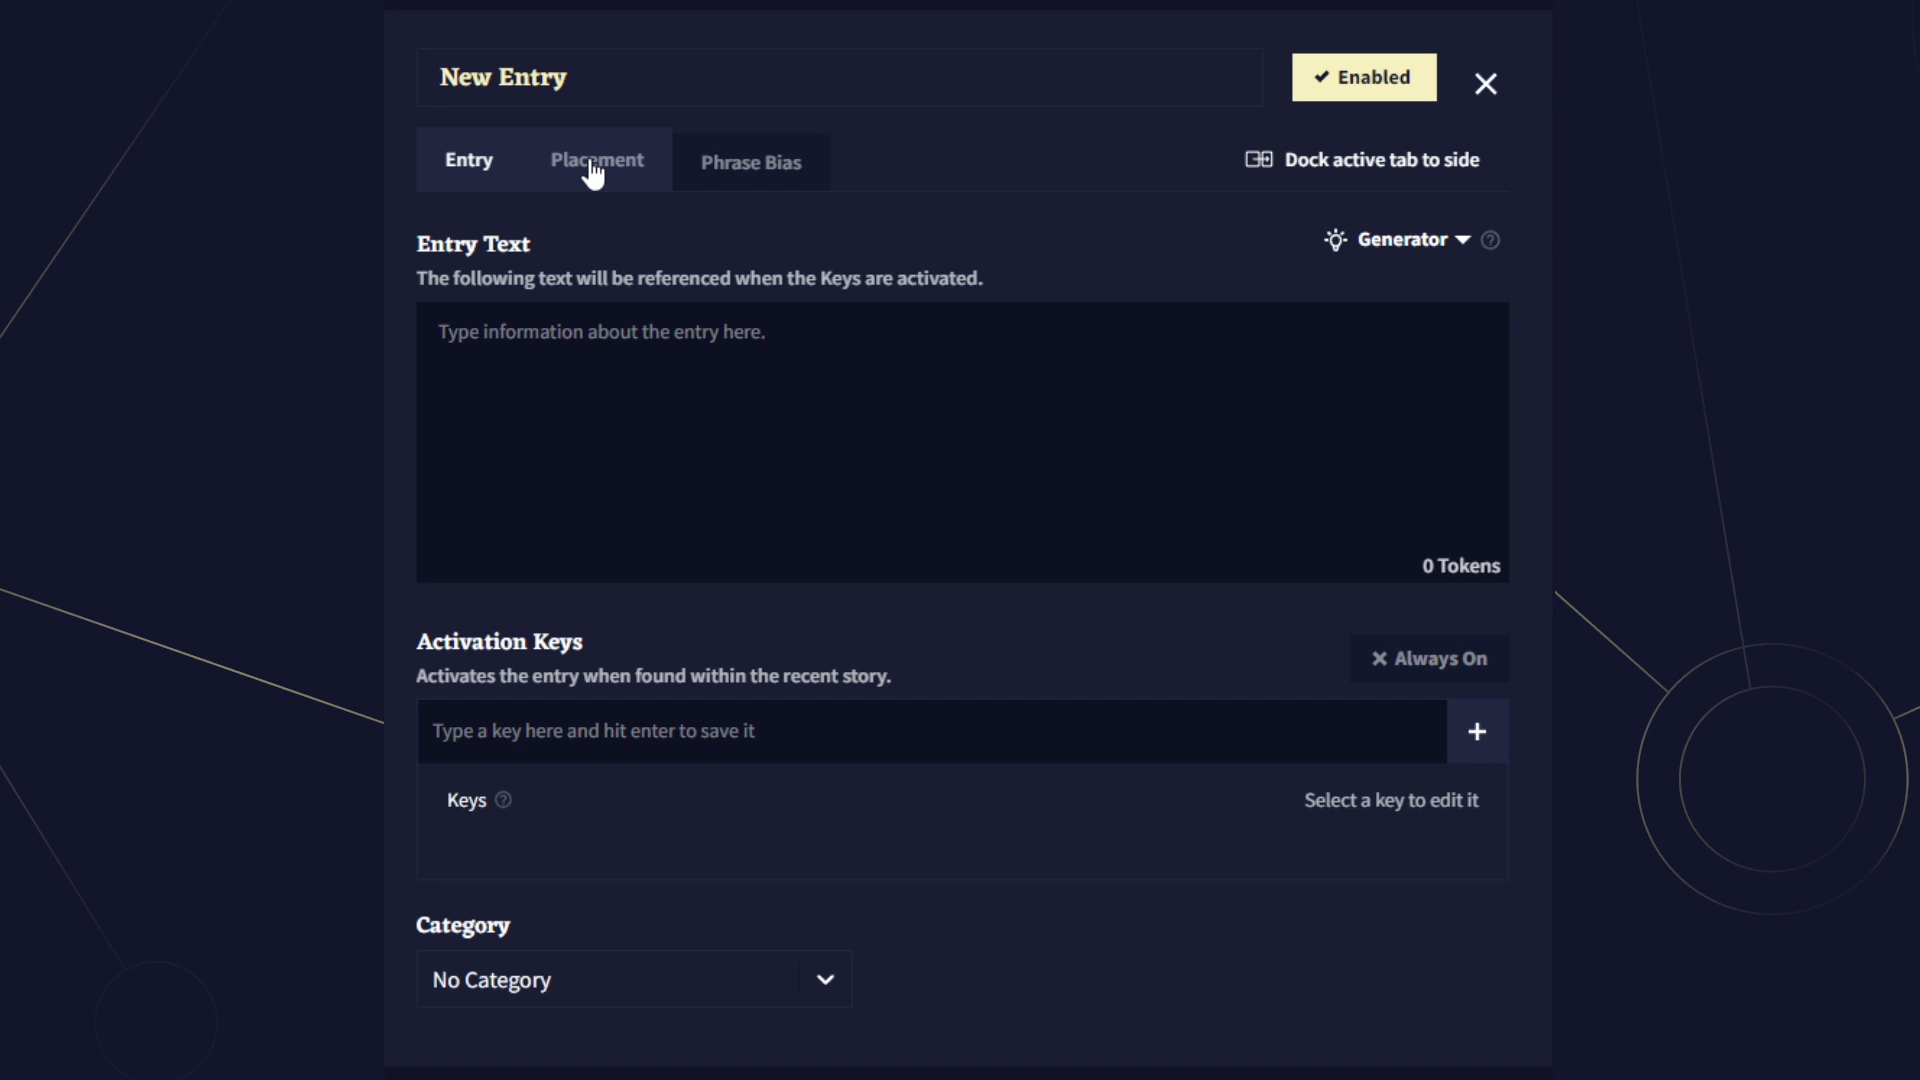 New Entry
Enabled
Entry
Placement
Phrase Bias
Dock active tab to side
Entry Text
Generator
The following text will be referenced when the Keys are activated.
Type information about the entry here.
0 Tokens
Activation Keys
Always On
Activates the entry when found within the recent story.
Type a key here and hit enter to save it
Keys
Select a key to edit it
Category
No Category